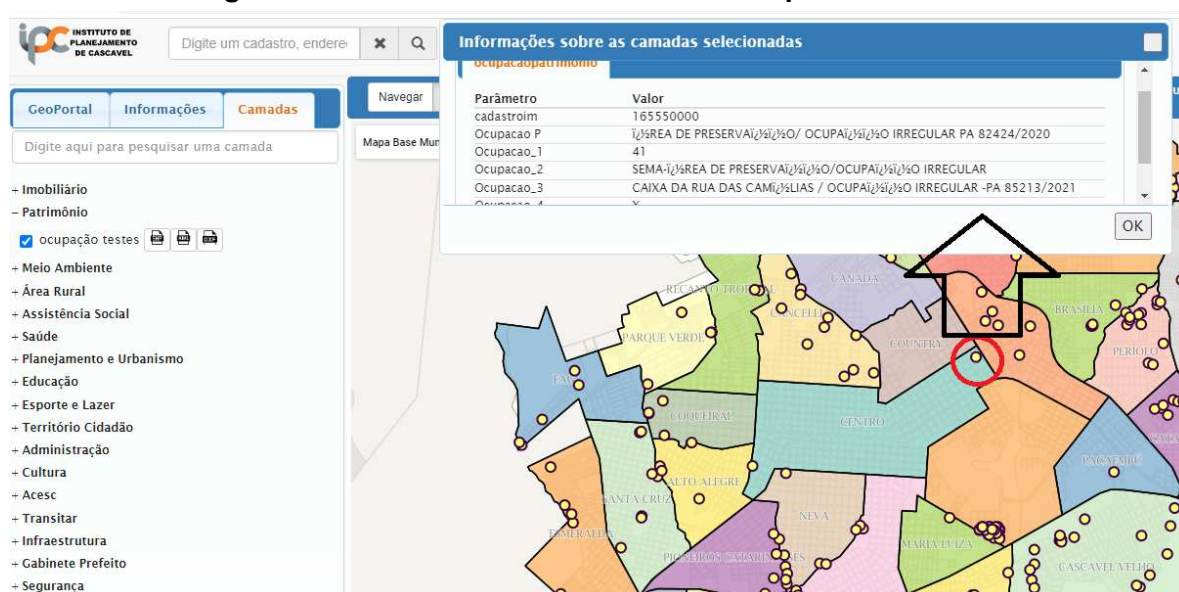 INSTITUTO DE
PLANEJAMENTO
DE CASCAVEL
Digite um cadastro, endere
Informações sobre as camadas selecionadas
ocupacaopatrimonio
Parâmetro Valor
cadastroim 165550000
Ocupacao P ï¿½REA DE PRESERVAï¿½ï¿½O/ OCUPAï¿½ï¿½O IRREGULAR PA 82424/2020
Ocupacao_1 41
Ocupacao_2 SEMA-ï¿½REA DE PRESERVAï¿½ï¿½O/OCUPAï¿½ï¿½O IRREGULAR
Ocupacao_3 CAIXA DA RUA DAS CAMï¿½LIAS / OCUPAï¿½ï¿½O IRREGULAR -PA 85213/2021
Ocupacao_4 X
OK
GeoPortal Informações Camadas
Navegar
Digite aqui para pesquisar uma camada
Mapa Base Mun
+ Imobiliário
– Patrimônio
ocupação testes
+ Meio Ambiente
+ Área Rural
+ Assistência Social
+ Saúde
+ Planejamento e Urbanismo
+ Educação
+ Esporte e Lazer
+ Território Cidadão
+ Administração
+ Cultura
+ Acesc
+ Transitar
+ Infraestrutura
+ Gabinete Prefeito
+ Segurança
CANADA
RECANTO TROPICAL
CANCELLI
BRASILIA
PARQUE VERDE
COUNTRY
PERIOLO
FAG
COQUEIRAL
CENTRO
PACAEMBU
ALTO ALEGRE
SANTA CRUZ
NEVA
ESMERALDA
MARIA LUIZA
PIONEIROS CATARINENSES
CASCAVEL VELHO